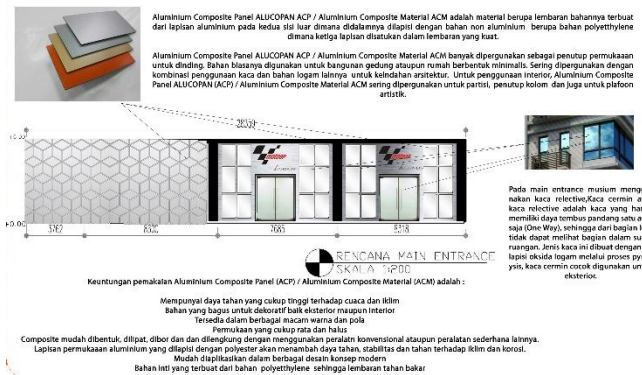 Aluminium Composite Panel ALUCOPAN ACP / Aluminium Composite Material ACM adalah material berupa lembaran bahannya terbuat
dari lapisan aluminium pada kedua sisi luar dimana didalamnya dilapisi dengan bahan non aluminium berupa bahan polyetthylene
dimana ketiga lapisan disatukan dalam lembaran yang kuat.
Aluminium Composite Panel ALUCOPAN ACP / Aluminium Composite Material ACM banyak dipergunakan sebagai penutup permukaaan
untuk dinding. Bahan biasanya digunakan untuk bangunan gedung ataupun rumah berbentuk minimalis. Sering dipergunakan dengan
kombinasi penggunaan kaca dan bahan logam lainnya untuk keindahan arsitektur. Untuk penggunaan interior, Aluminium Composite
Panel ALUCOPAN (ACP) / Aluminium Composite Material ACM sering dipergunakan untuk partisi, penutup kolom dan juga untuk plafoon
artistik.
±0.00
7685
8318
RENCANA MAIN ENTRANCE
SKALA 1:200
Pada main entrance musium meng
nakan kaca relective,Kaca cermin a
kaca relective adalah kaca yang har
memiliki daya tembus pandang satu a
saja (One Way), sehingga dari bagian l
tidak dapat melihat bagian dalam su
ruangan. Jenis kaca ini dibuat dengan
lapisi oksida logam melalui proses py
ysis, kaca cermin cocok digunakan un
eksterior.
Keuntungan pemakaian Aluminium Composite Panel (ACP) / Aluminium Composite Material (ACM) adalah :
Mempunyai daya tahan yang cukup tinggi terhadap cuaca dan iklim
Bahan yang bagus untuk dekoratif baik eksterior maupun interior
Tersedia dalam berbagai macam warna dan pola
Permukaan yang cukup rata dan halus
Composite mudah dibentuk, dilipat, dibor dan dan dilengkung dengan menggunakan peralatn konvensional ataupun peralatan sederhana lainnya.
Lapisan permukaaan aluminium yang dilapisi dengan polyester akan menambah daya tahan, stabilitas dan tahan terhadap iklim dan korosi.
Mudah diaplikasikan dalam berbagai desain konsep modern
Bahan inti yang terbuat dari bahan polyethylene sehingga lembaran tahan bakar